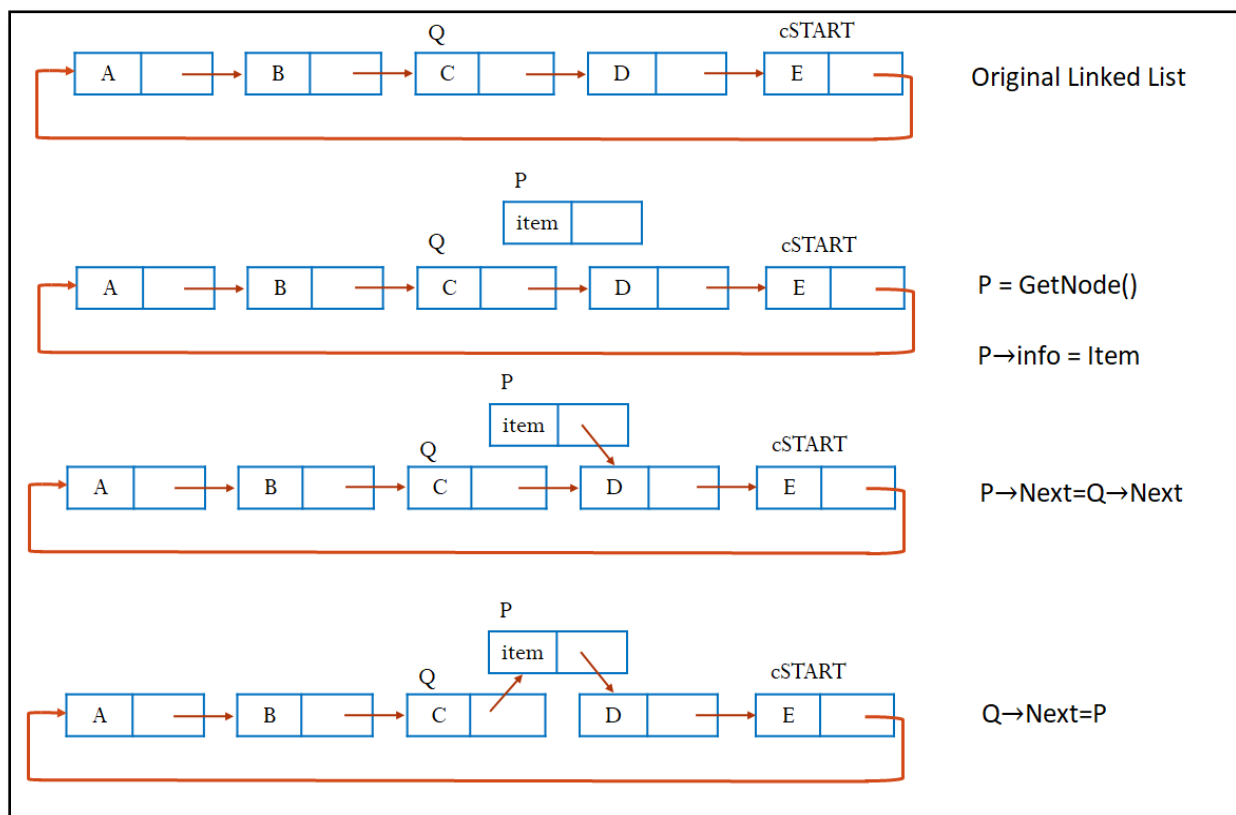 Q cSTART
A B C D E Original Linked List
P
item
Q cSTART
A B C D E P = GetNode()
P→info = Item
P
item
Q cSTART
A B C D E P→Next=Q→Next
P
item
Q cSTART
A B C D E Q→Next=P